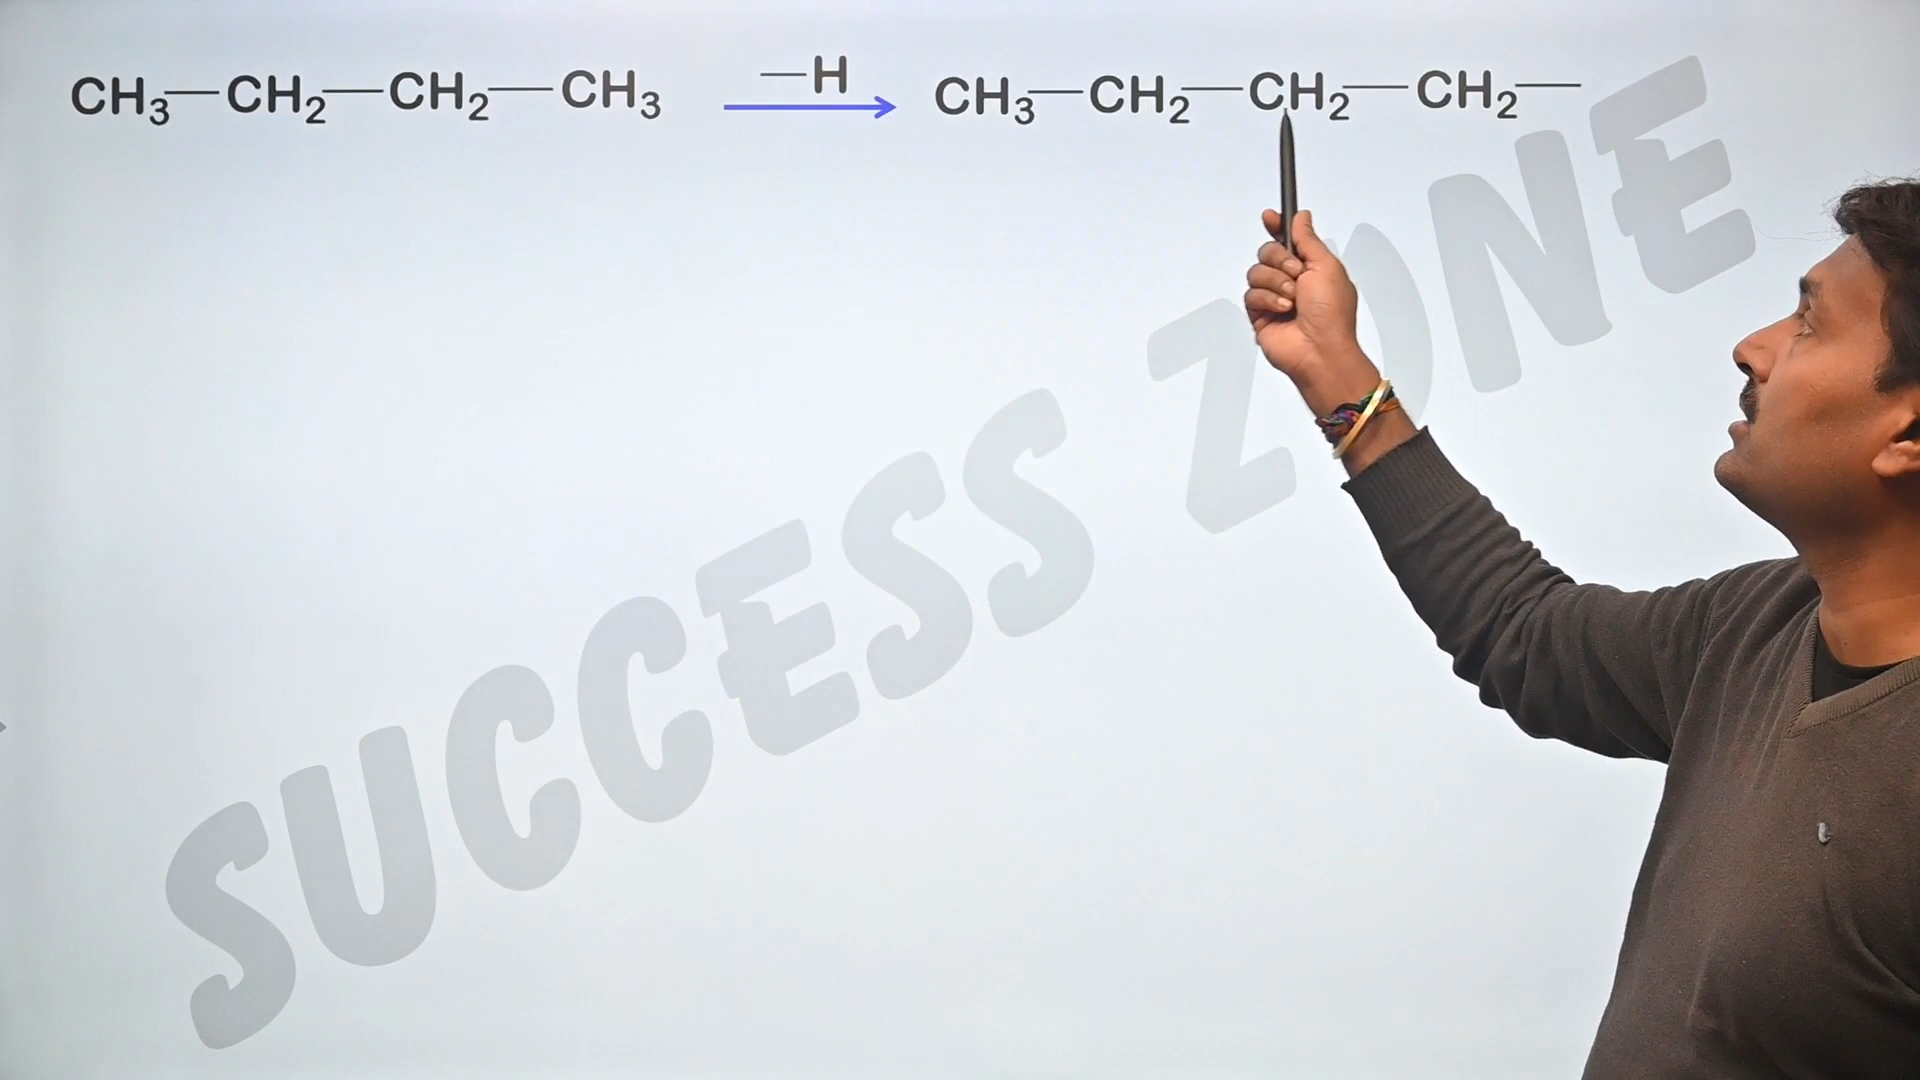 CH₃—CH₂—CH₂—CH₃ —H CH₃—CH₂—CH₂—CH₂—
SUCCESS ZONE